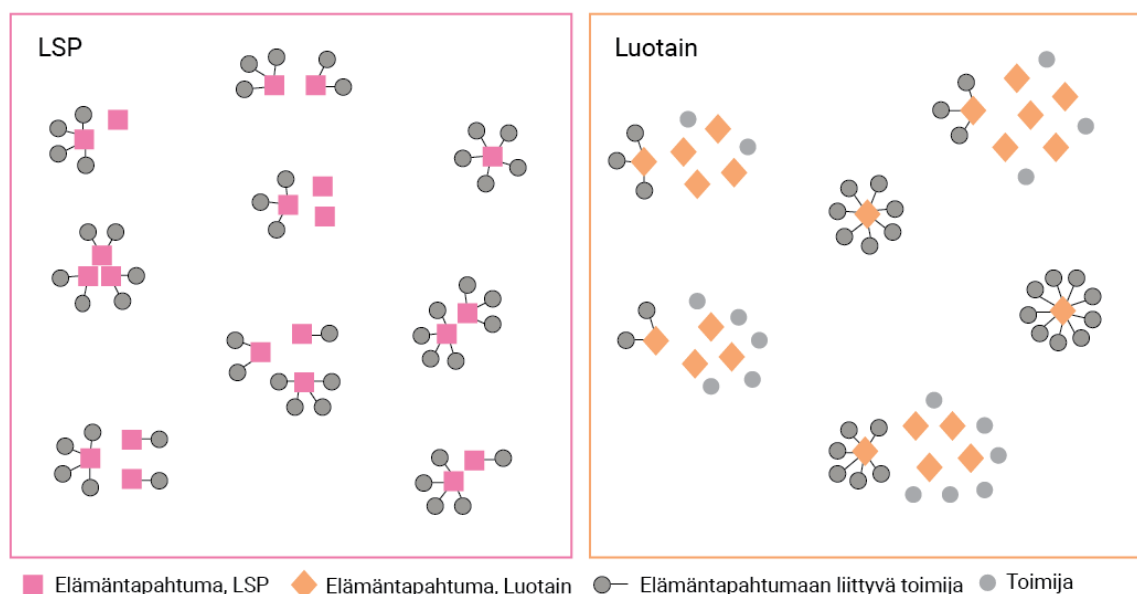 LSP
Luotain
Elämäntapahtuma, LSP
Elämäntapahtuma, Luotain
Elämäntapahtumaan liittyvä toimija
Toimija